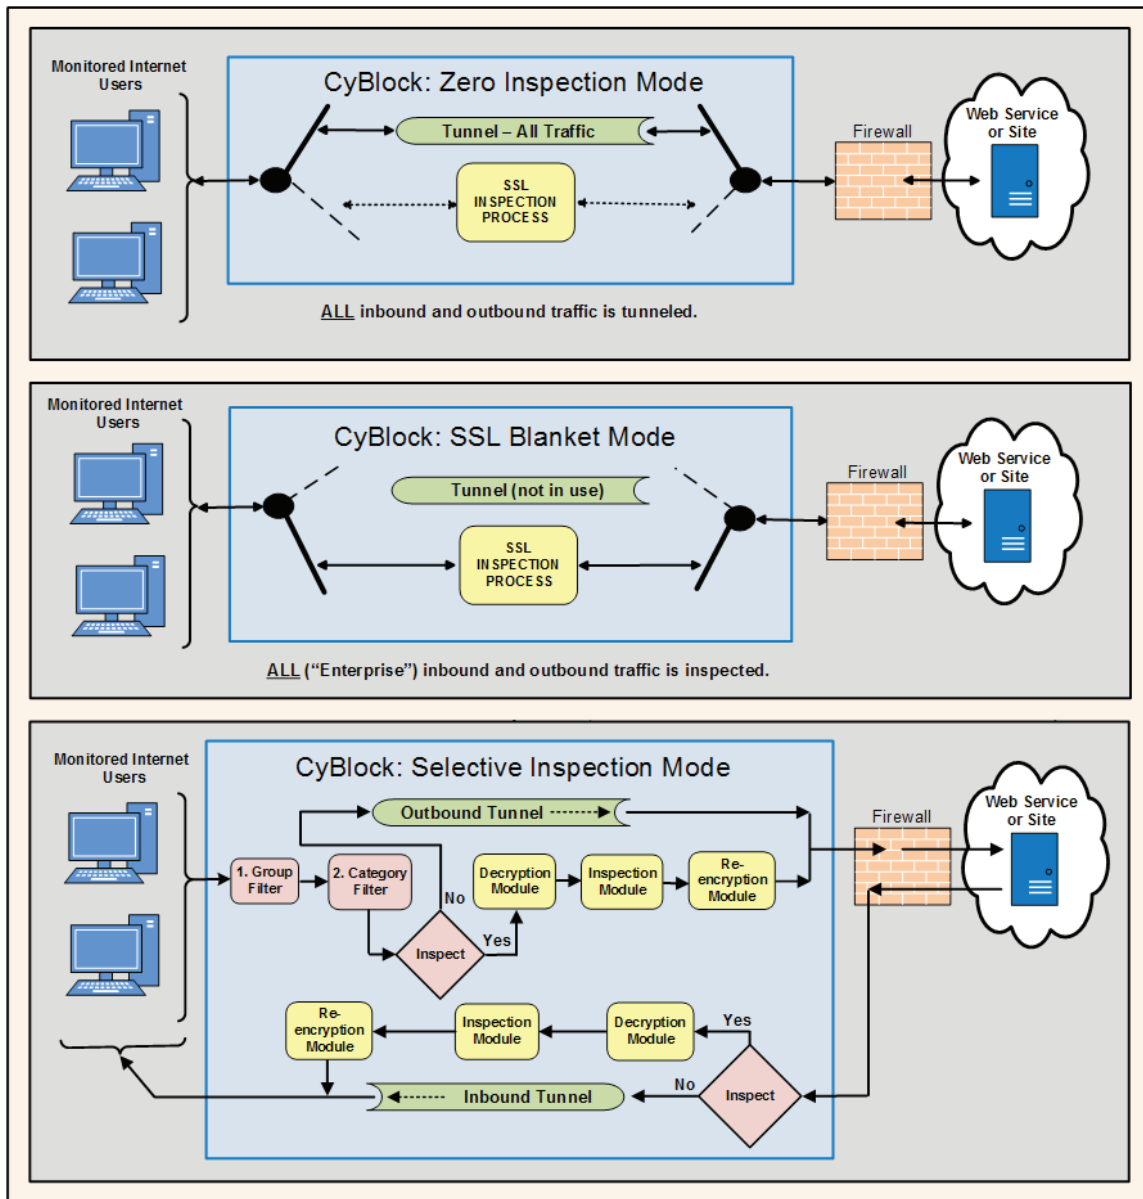 Monitored Internet
Users
CyBlock: Zero Inspection Mode
Tunnel – All Traffic
SSL
INSPECTION
PROCESS
Firewall
Web Service
or Site
ALL inbound and outbound traffic is tunneled.
Monitored Internet
Users
CyBlock: SSL Blanket Mode
Tunnel (not in use)
SSL
INSPECTION
PROCESS
Firewall
Web Service
or Site
ALL (“Enterprise”) inbound and outbound traffic is inspected.
Monitored Internet
Users
CyBlock: Selective Inspection Mode
Outbound Tunnel
Firewall
Web Service
or Site
1. Group
Filter
2. Category
Filter
No
Inspect
Yes
Decryption
Module
Inspection
Module
Re-
encryption
Module
Re-
encryption
Module
Inspection
Module
Decryption
Module
Yes
Inspect
No
Inbound Tunnel